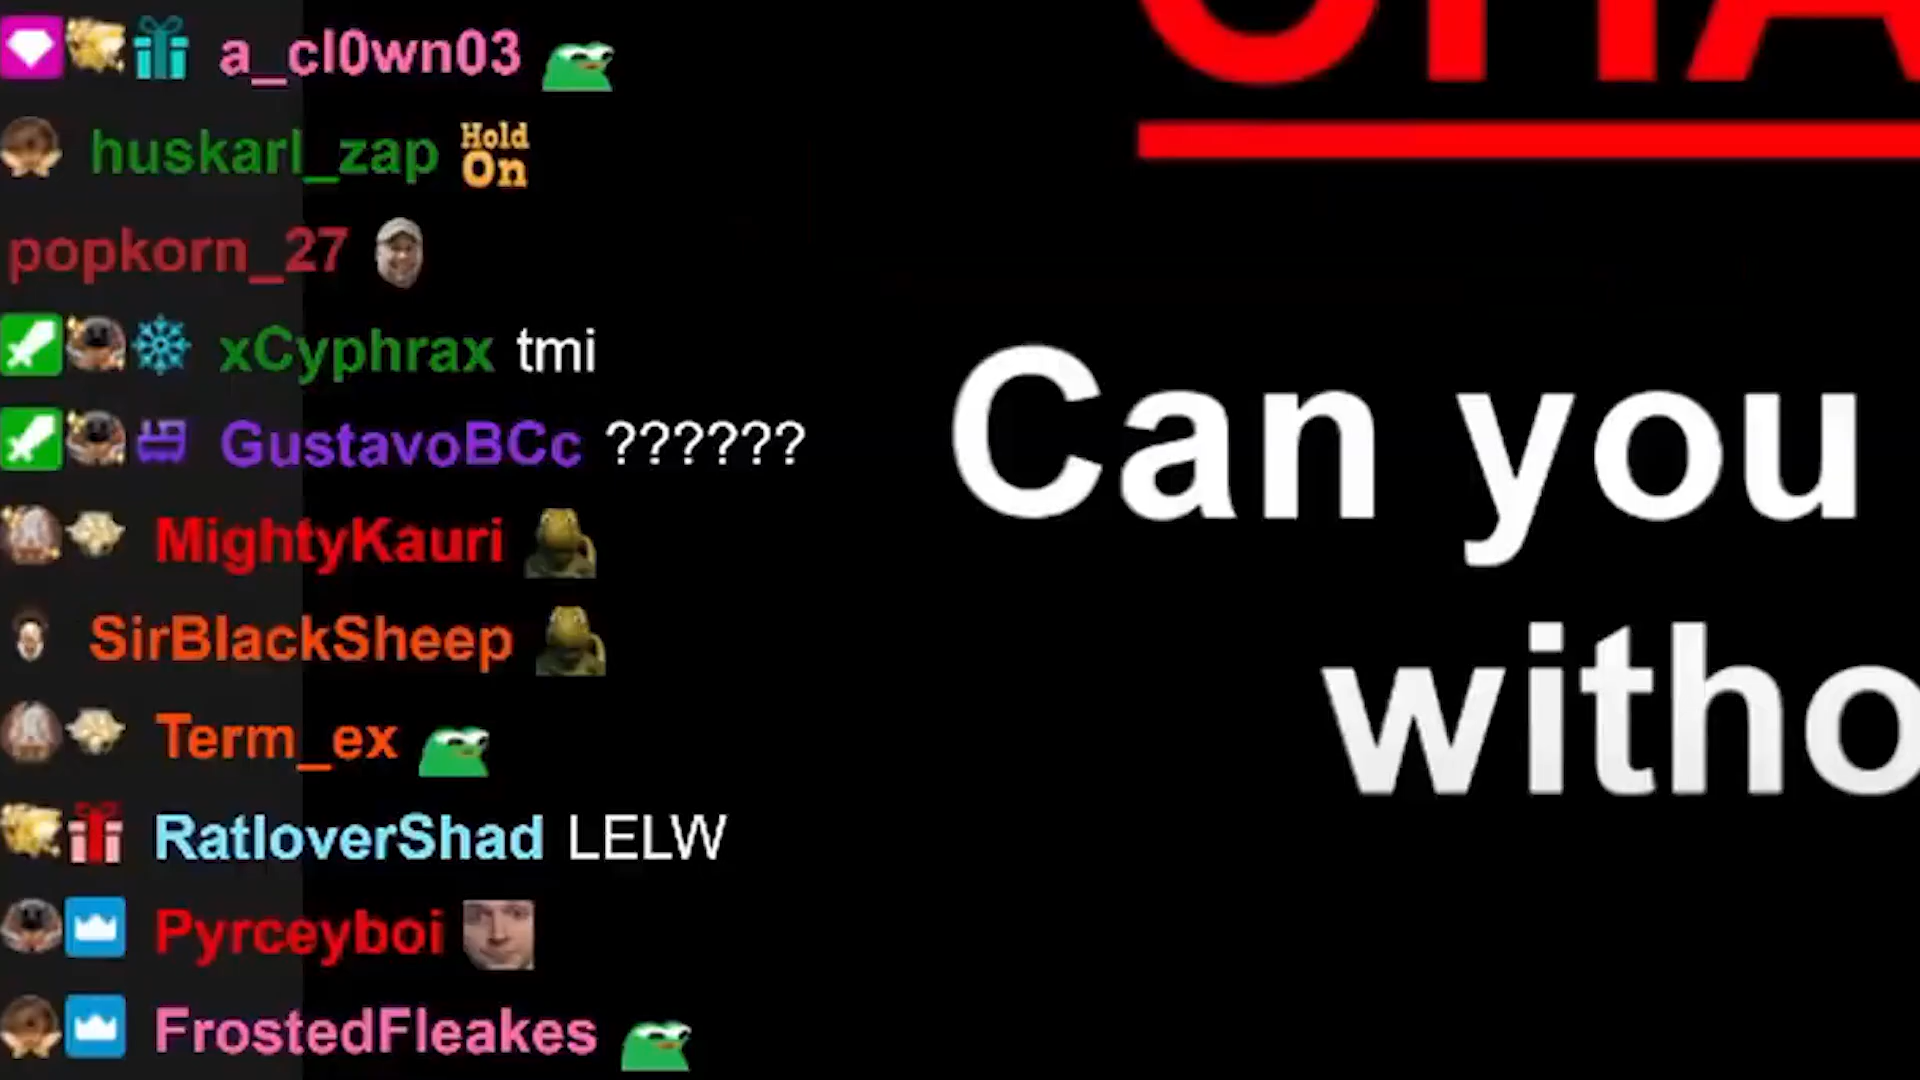 a_cl0wn03
huskarl_zap Hold On
popkorn_27
xCyphrax tmi
GustavoBCc ??????
MightyKauri
SirBlackSheep
Term_ex
RatloverShad LELW
Pyrceyboi
FrostedFleakes
Can you
witho